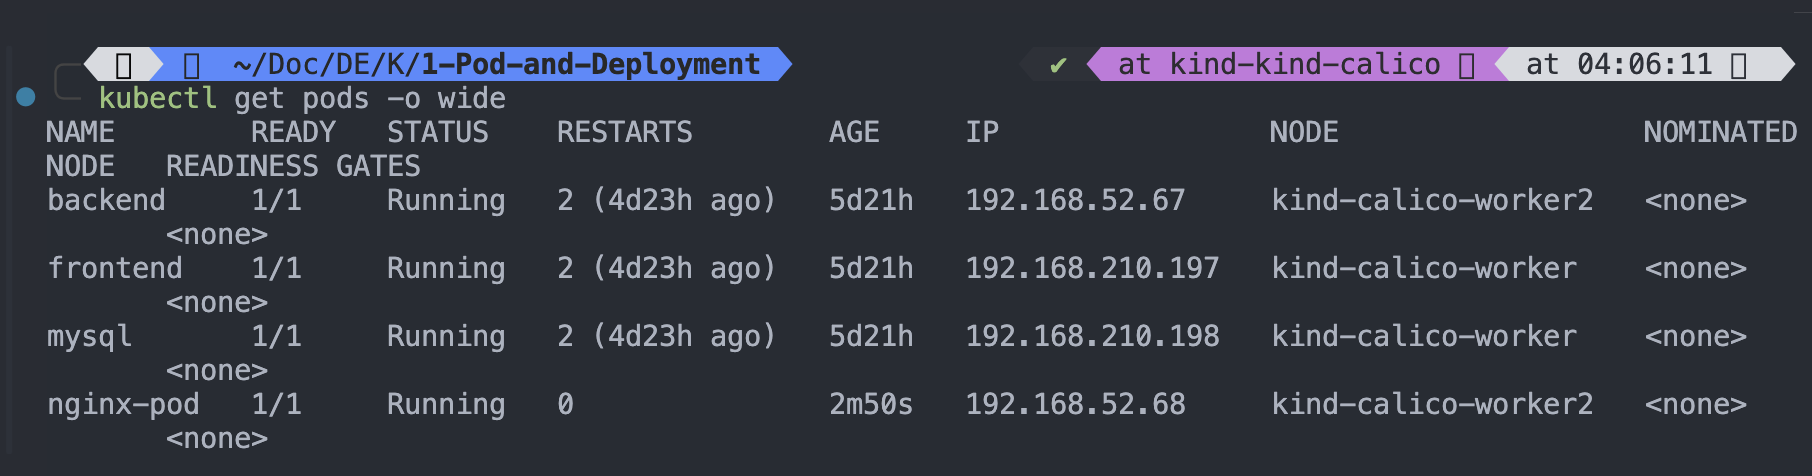 ~/Doc/DE/K/1-Pod-and-Deployment ✔ at kind-kind-calico at 04:06:11
kubectl get pods -o wide
NAME READY STATUS RESTARTS AGE IP NODE NOMINATED
NODE READINESS GATES
backend 1/1 Running 2 (4d23h ago) 5d21h 192.168.52.67 kind-calico-worker2 <none>
<none>
frontend 1/1 Running 2 (4d23h ago) 5d21h 192.168.210.197 kind-calico-worker <none>
<none>
mysql 1/1 Running 2 (4d23h ago) 5d21h 192.168.210.198 kind-calico-worker <none>
<none>
nginx-pod 1/1 Running 0 2m50s 192.168.52.68 kind-calico-worker2 <none>
<none>